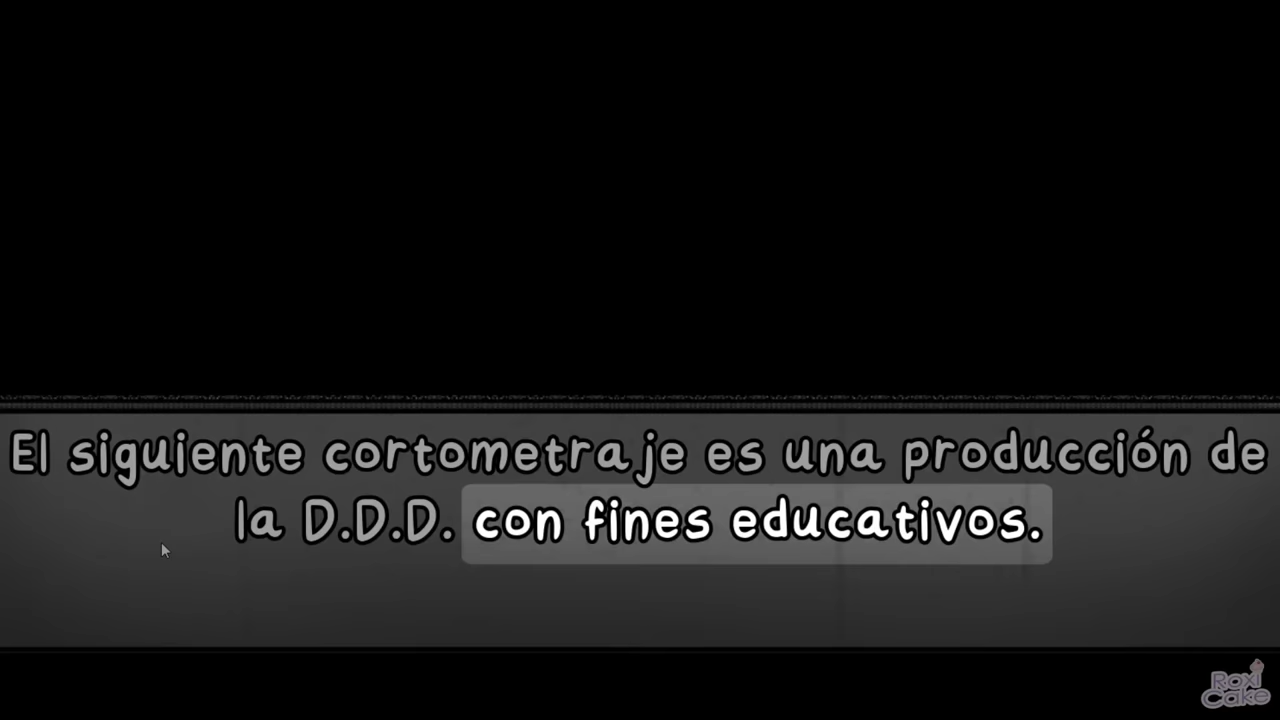 El siguiente cortometraje es una producción de
la D.D.D. con fines educativos.
Roxi
Cake